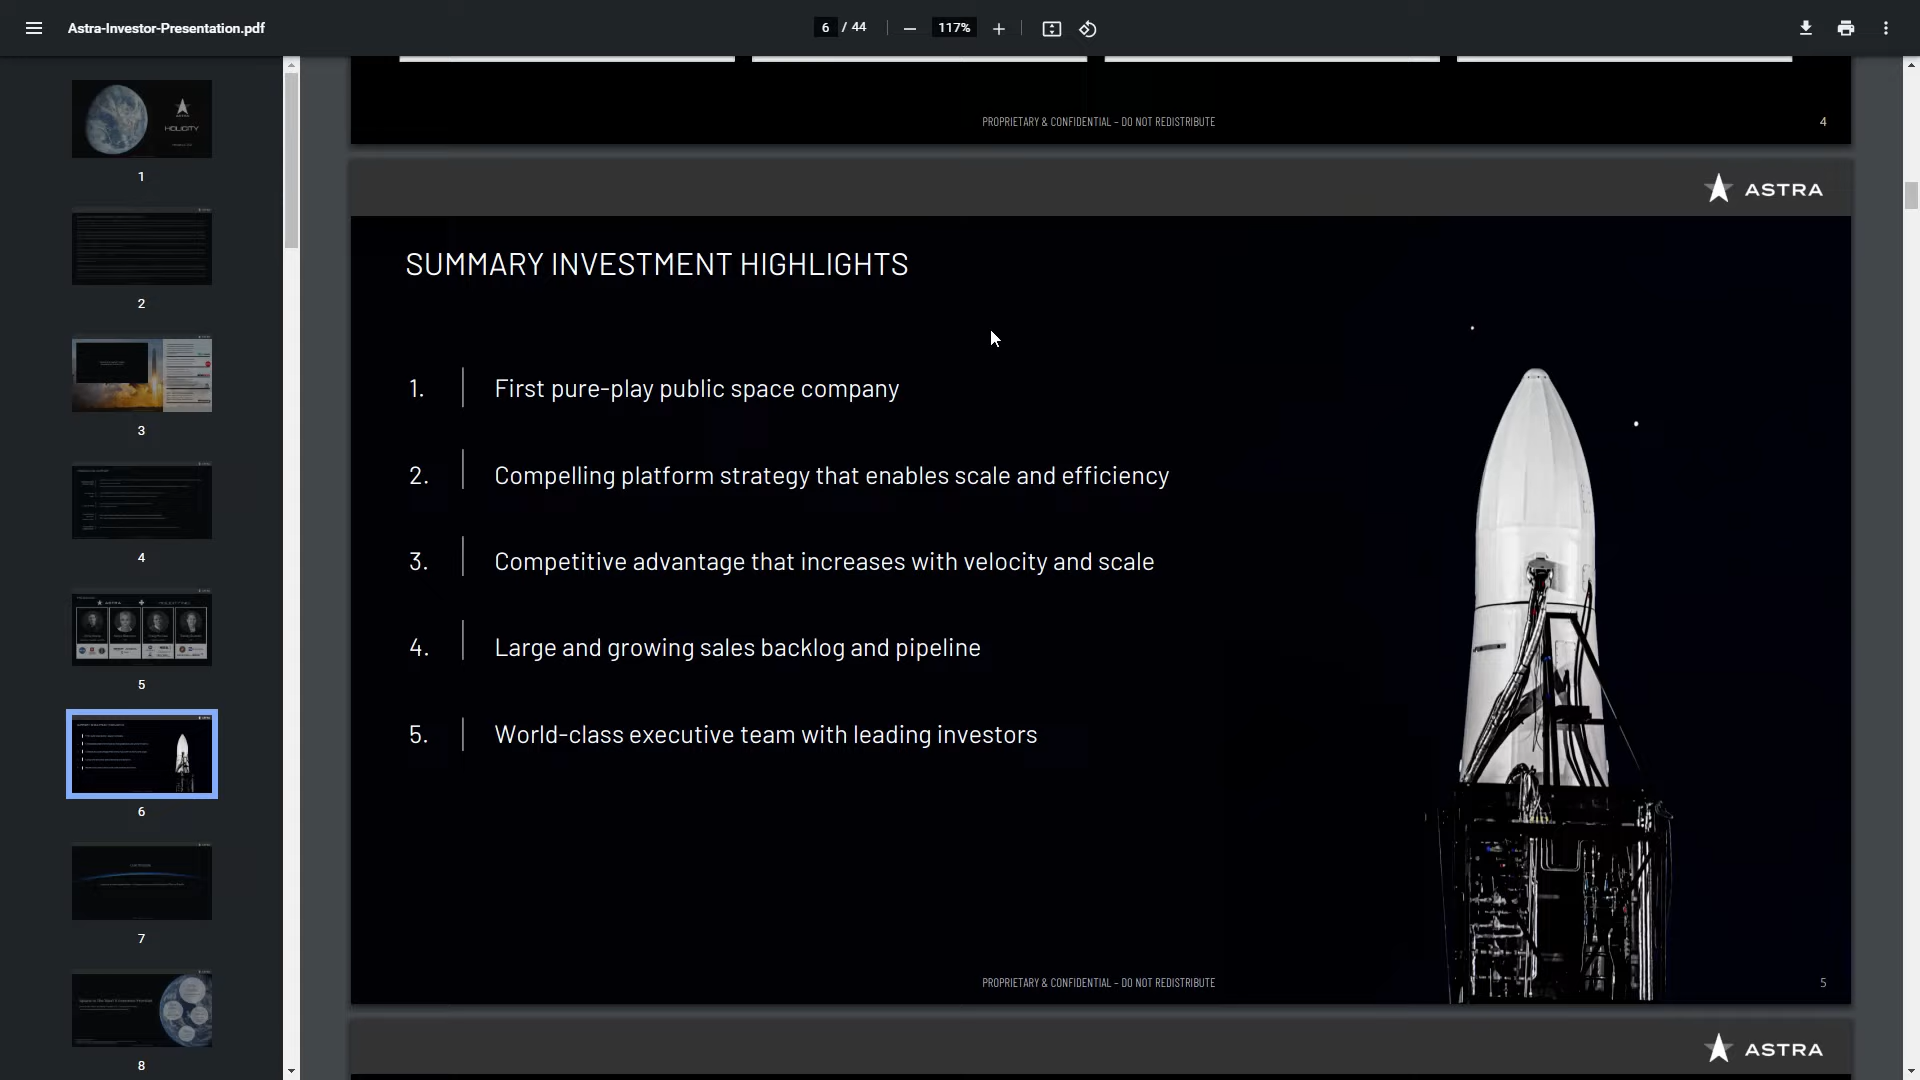 Astra-Investor-Presentation.pdf
6 / 44
117%
PROPRIETARY & CONFIDENTIAL – DO NOT REDISTRIBUTE
4
ASTRA
SUMMARY INVESTMENT HIGHLIGHTS
1. First pure-play public space company
2. Compelling platform strategy that enables scale and efficiency
3. Competitive advantage that increases with velocity and scale
4. Large and growing sales backlog and pipeline
5. World-class executive team with leading investors
PROPRIETARY & CONFIDENTIAL – DO NOT REDISTRIBUTE
5
ASTRA
HOLICITY
1
2
3
4
5
6
7
8